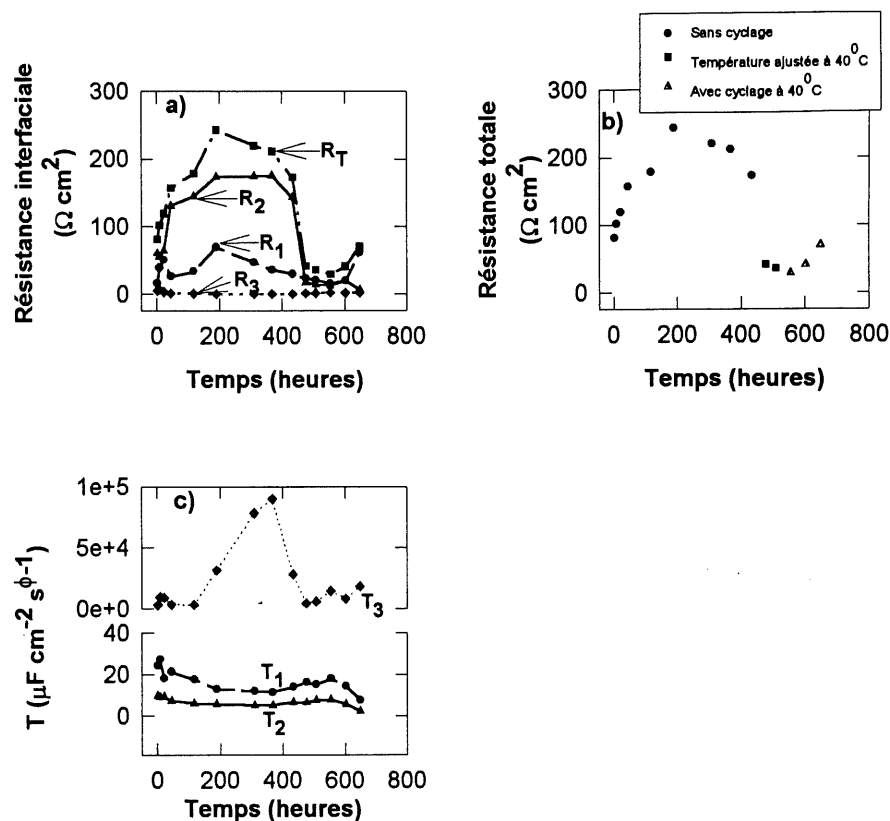 Sans cyclage
Température ajustée à 40⁰C
Avec cyclage à 40⁰C
Résistance interfaciale
(Ω cm²)
300
200
100
0
a)
R_T
R_2
R_1
R_3
0 200 400 600 800
Temps (heures)
Résistance totale
(Ω cm²)
300
200
100
0
b)
0 200 400 600 800
Temps (heures)
T (µF cm⁻² s^ϕ⁻¹)
1e+5
5e+4
0e+0
c)
T_3
40
20
0
T_1
T_2
0 200 400 600 800
Temps (heures)